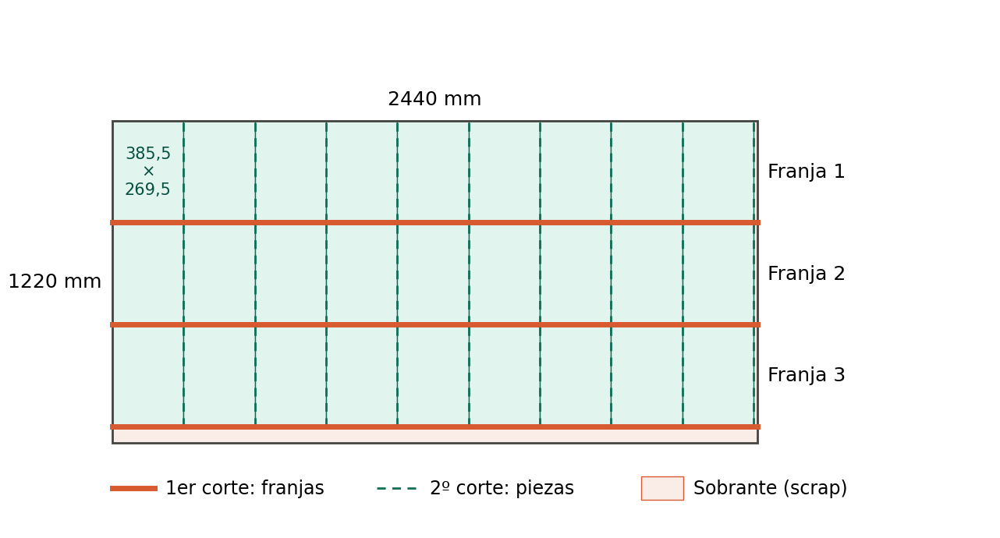 2440 mm
385,5
×
269,5
Franja 1
Franja 2
1220 mm
Franja 3
1er corte: franjas
2º corte: piezas
Sobrante (scrap)